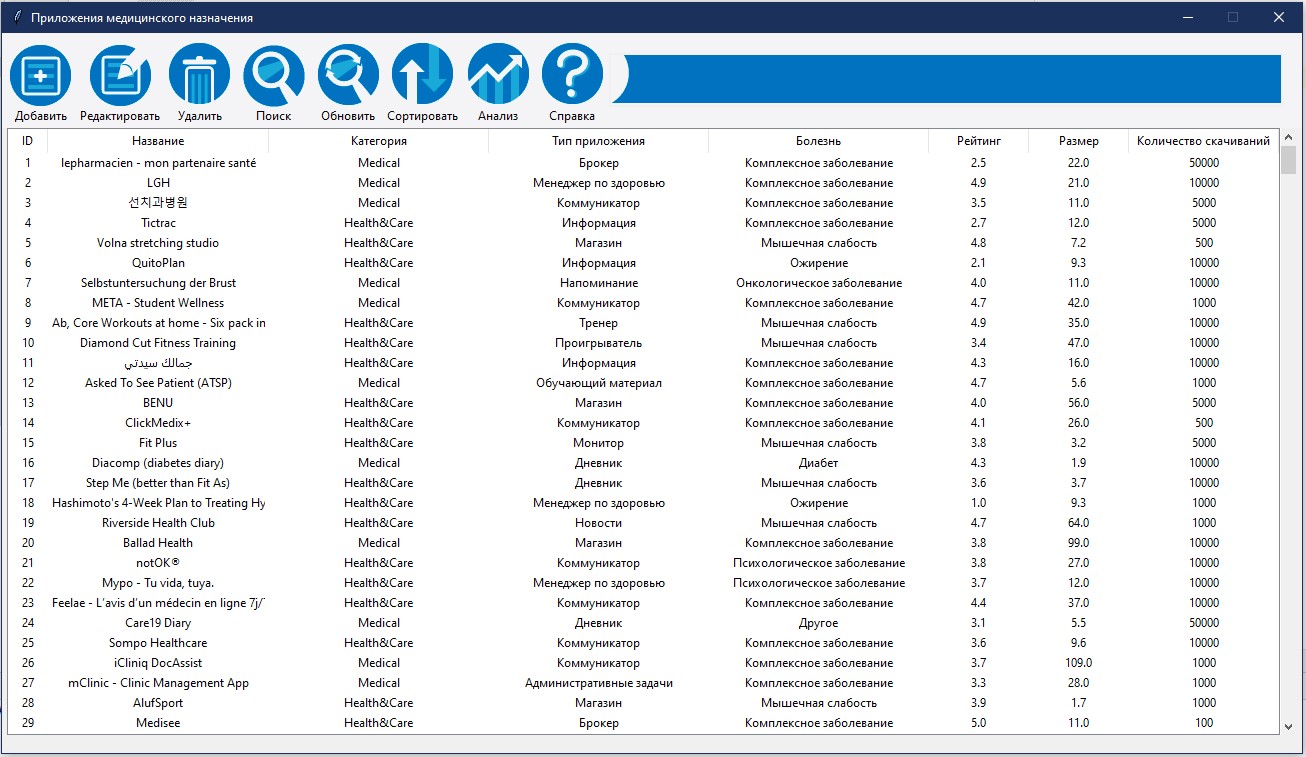 Приложения медицинского назначения
Добавить Редактировать Удалить Поиск Обновить Сортировать Анализ Справка
ID Название Категория Тип приложения Болезнь Рейтинг Размер Количество скачиваний
1 lepharmacien - mon partenaire santé Medical Брокер Комплексное заболевание 2.5 22.0 50000
2 LGH Medical Менеджер по здоровью Комплексное заболевание 4.9 21.0 10000
3 선치과병원 Medical Коммуникатор Комплексное заболевание 3.5 11.0 5000
4 Tictrac Health&Care Информация Комплексное заболевание 2.7 12.0 5000
5 Volna stretching studio Health&Care Магазин Мышечная слабость 4.8 7.2 500
6 QuitoPlan Health&Care Информация Ожирение 2.1 9.3 10000
7 Selbstuntersuchung der Brust Medical Напоминание Онкологическое заболевание 4.0 11.0 10000
8 META - Student Wellness Medical Коммуникатор Комплексное заболевание 4.7 42.0 1000
9 Ab, Core Workouts at home - Six pack in Health&Care Тренер Мышечная слабость 4.9 35.0 10000
10 Diamond Cut Fitness Training Health&Care Проигрыватель Мышечная слабость 3.4 47.0 10000
11 جمالك سيدتي Health&Care Информация Комплексное заболевание 4.3 16.0 10000
12 Asked To See Patient (ATSP) Medical Обучающий материал Комплексное заболевание 4.7 5.6 1000
13 BENU Health&Care Магазин Комплексное заболевание 4.0 56.0 5000
14 ClickMedix+ Health&Care Коммуникатор Комплексное заболевание 4.1 26.0 500
15 Fit Plus Health&Care Монитор Мышечная слабость 3.8 3.2 5000
16 Diacomp (diabetes diary) Medical Дневник Диабет 4.3 1.9 10000
17 Step Me (better than Fit As) Health&Care Дневник Мышечная слабость 3.6 3.7 10000
18 Hashimoto's 4-Week Plan to Treating Hy Health&Care Менеджер по здоровью Ожирение 1.0 9.3 1000
19 Riverside Health Club Health&Care Новости Мышечная слабость 4.7 64.0 1000
20 Ballad Health Medical Магазин Комплексное заболевание 3.8 99.0 10000
21 notOK® Health&Care Коммуникатор Психологическое заболевание 3.8 27.0 10000
22 Mypo - Tu vida, tuya. Health&Care Менеджер по здоровью Психологическое заболевание 3.7 12.0 10000
23 Feelae - L'avis d'un médecin en ligne 7j/ Health&Care Коммуникатор Комплексное заболевание 4.4 37.0 10000
24 Care19 Diary Medical Дневник Другое 3.1 5.5 50000
25 Sompo Healthcare Health&Care Коммуникатор Комплексное заболевание 3.6 9.6 10000
26 iCliniq DocAssist Medical Коммуникатор Комплексное заболевание 3.7 109.0 1000
27 mClinic - Clinic Management App Medical Административные задачи Комплексное заболевание 3.3 28.0 1000
28 AlufSport Health&Care Магазин Мышечная слабость 3.9 1.7 1000
29 Medisee Health&Care Брокер Комплексное заболевание 5.0 11.0 100